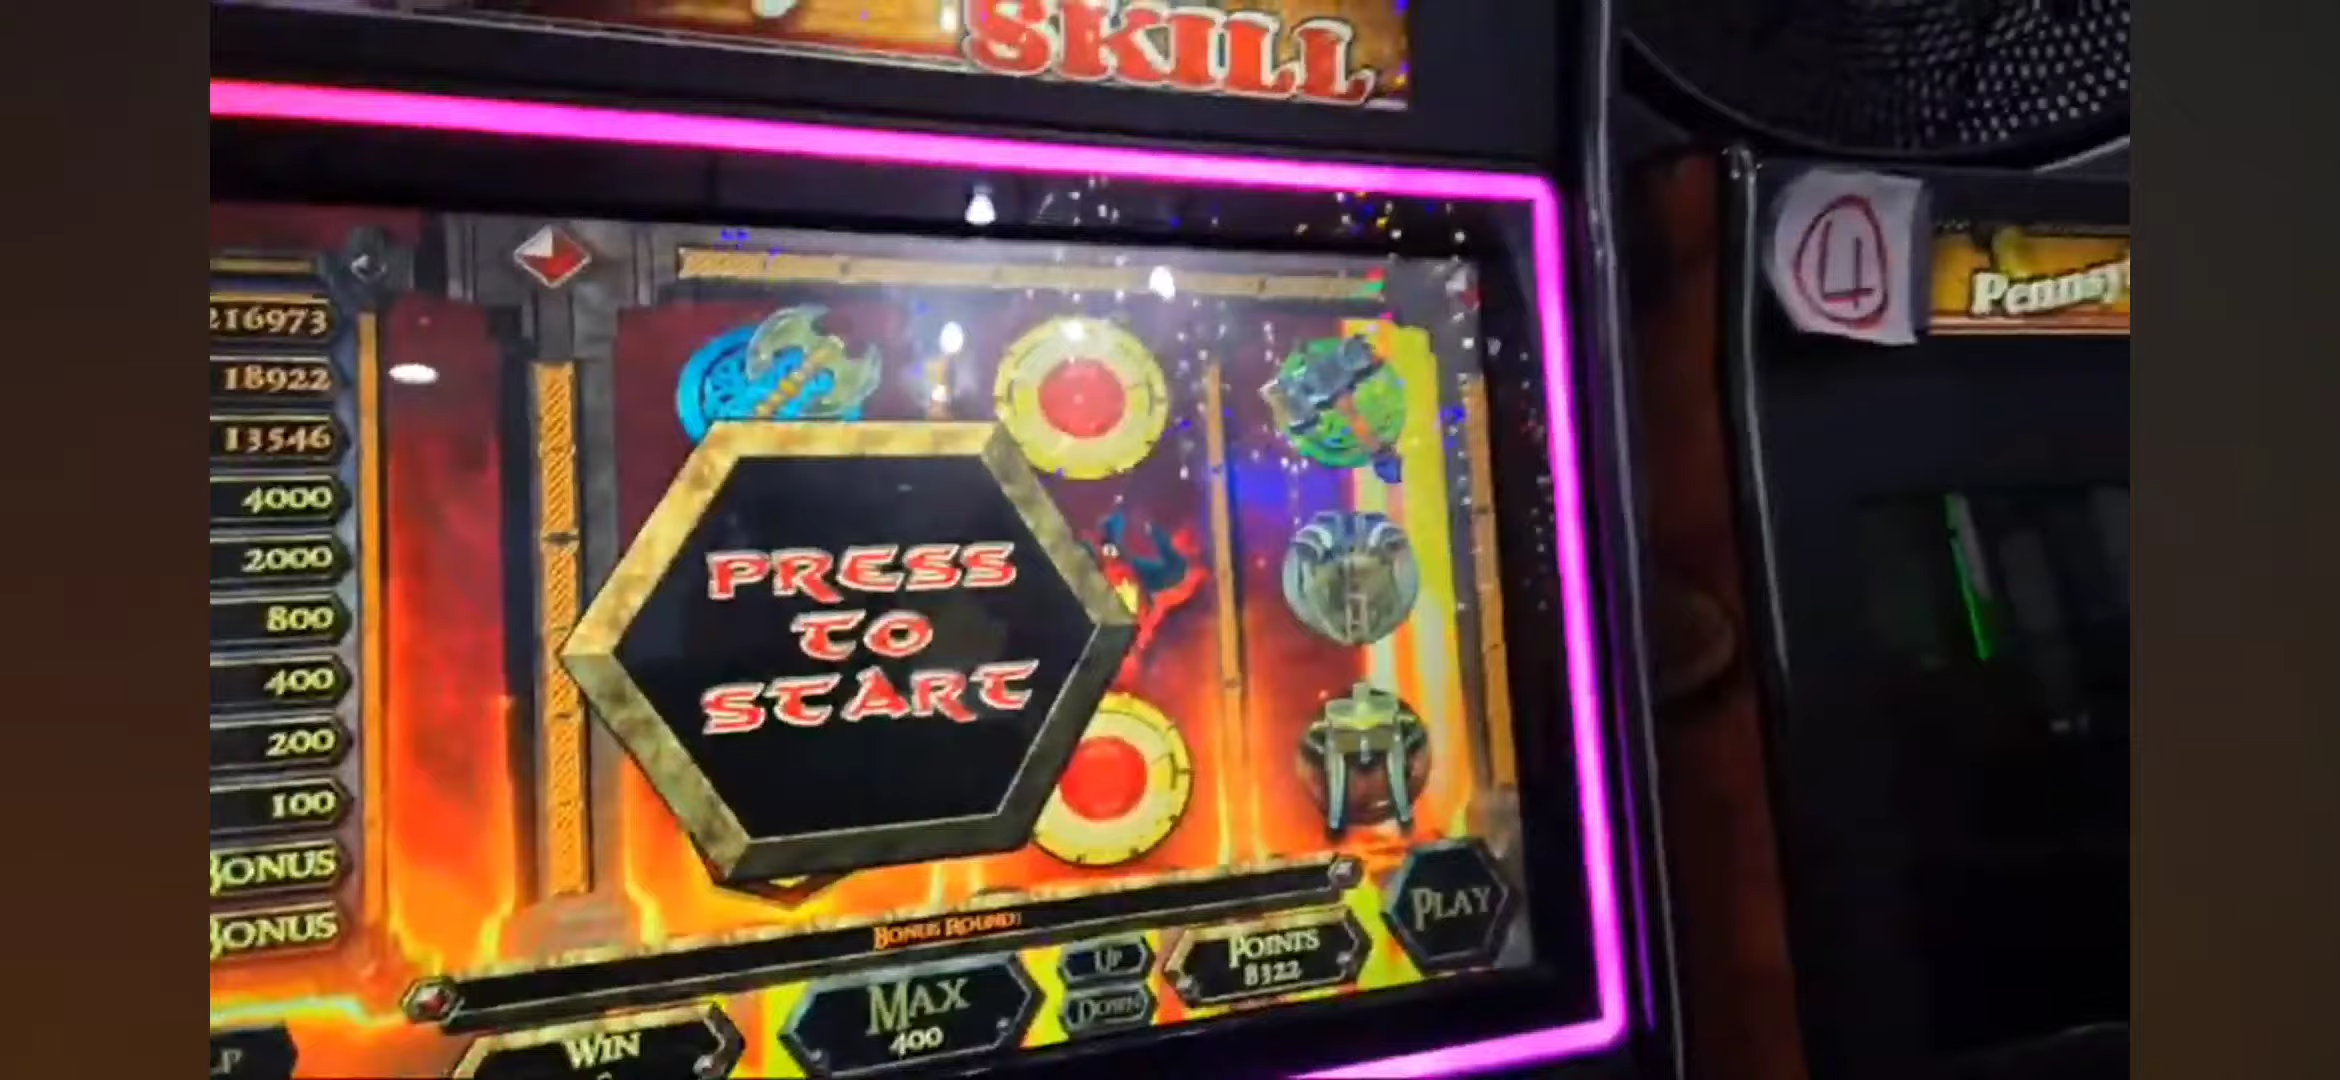 SKILL
4
216973
18922
13546
4000
2000
800
400
200
100
BONUS
BONUS
PRESS
TO
START
BONUS ROUND!
PLAY
UP
DOWN
POINTS
8322
MAX
400
WIN